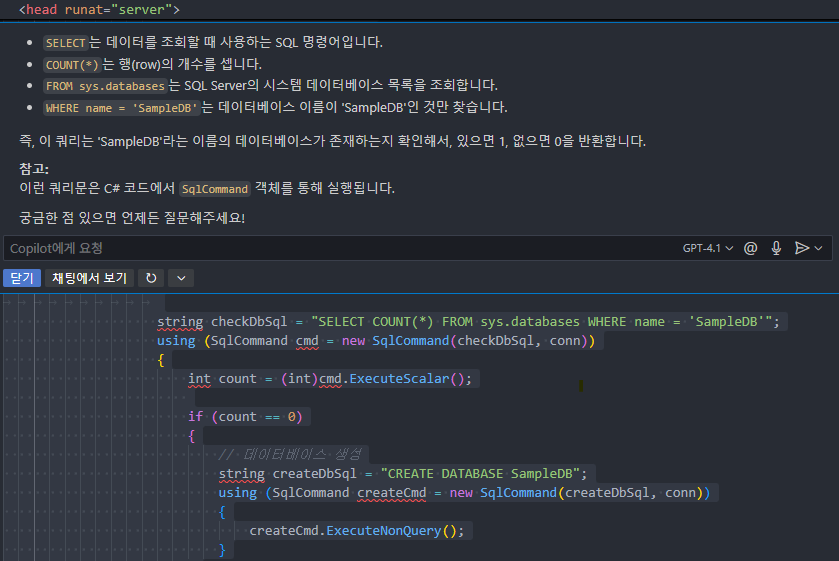 <head runat="server">
• SELECT는 데이터를 조회할 때 사용하는 SQL 명령어입니다.
• COUNT(*)는 행(row)의 개수를 셉니다.
• FROM sys.databases는 SQL Server의 시스템 데이터베이스 목록을 조회합니다.
• WHERE name = 'SampleDB'는 데이터베이스 이름이 'SampleDB'인 것만 찾습니다.
즉, 이 쿼리는 'SampleDB'라는 이름의 데이터베이스가 존재하는지 확인해서, 있으면 1, 없으면 0을 반환합니다.
참고:
이런 쿼리문은 C# 코드에서 SqlCommand 객체를 통해 실행됩니다.
궁금한 점 있으면 언제든 질문해주세요!
Copilot에게 요청 GPT-4.1 @
닫기 채팅에서 보기
string checkDbSql = "SELECT COUNT(*) FROM sys.databases WHERE name = 'SampleDB'";
using (SqlCommand cmd = new SqlCommand(checkDbSql, conn))
{
int count = (int)cmd.ExecuteScalar();
if (count == 0)
{
// 데이터베이스 생성
string createDbSql = "CREATE DATABASE SampleDB";
using (SqlCommand createCmd = new SqlCommand(createDbSql, conn))
{
createCmd.ExecuteNonQuery();
}